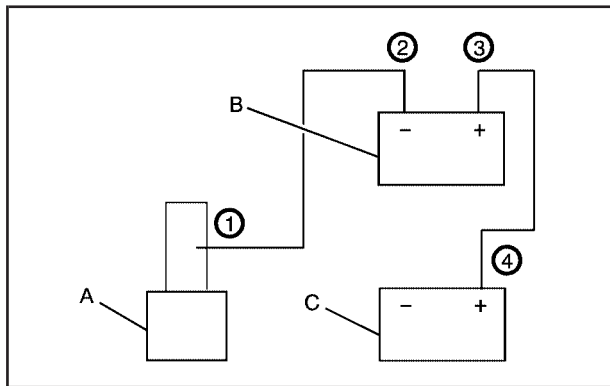 ② ③
B
− +
①
④
A
C
− +